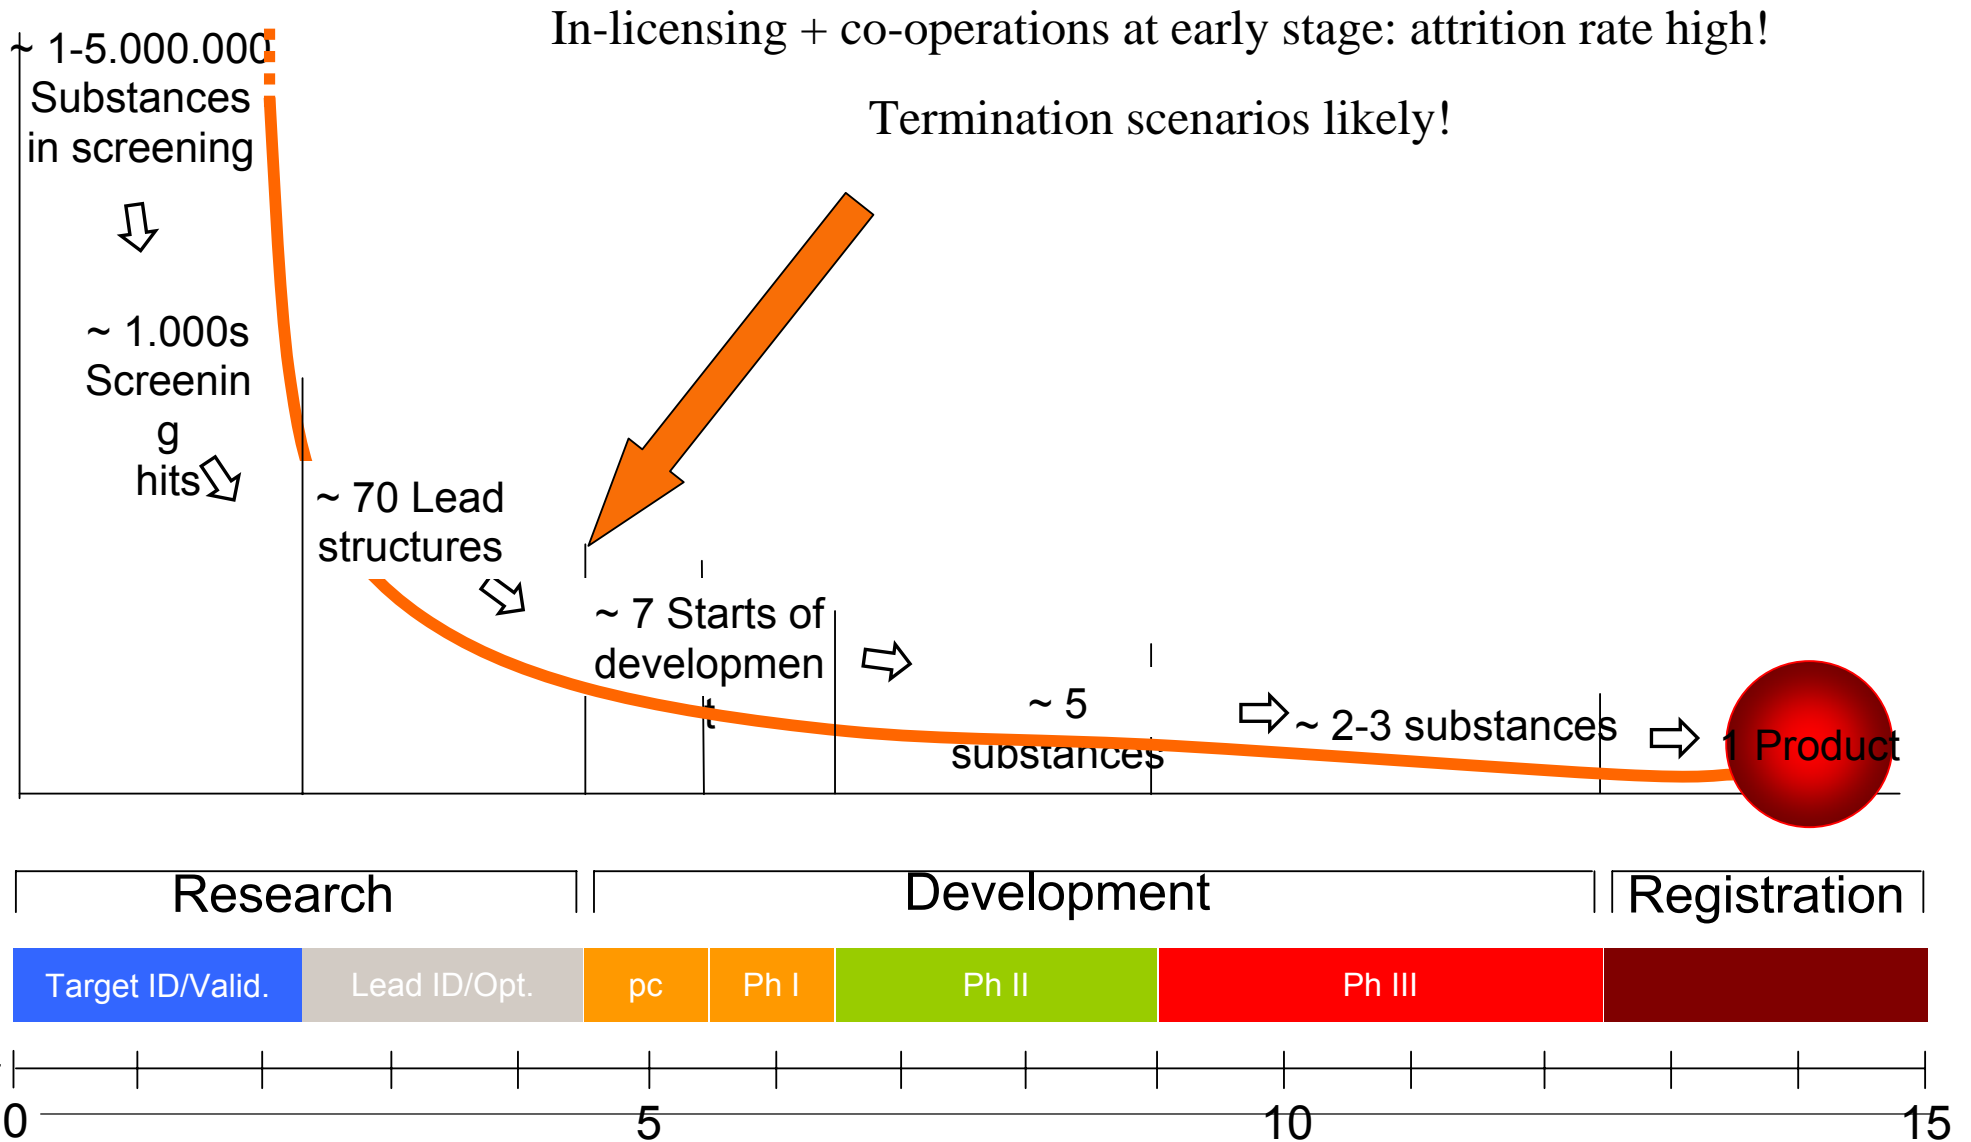 In-licensing + co-operations at early stage: attrition rate high!
Termination scenarios likely!
~ 1-5.000.000
Substances
in screening
~ 1.000s
Screenin
g
hits
~ 70 Lead
structures
~ 7 Starts of
developmen
t
~ 5
substances
~ 2-3 substances
1 Product
Research
Development
Registration
Target ID/Valid.
Lead ID/Opt.
pc
Ph I
Ph II
Ph III
0
5
10
15